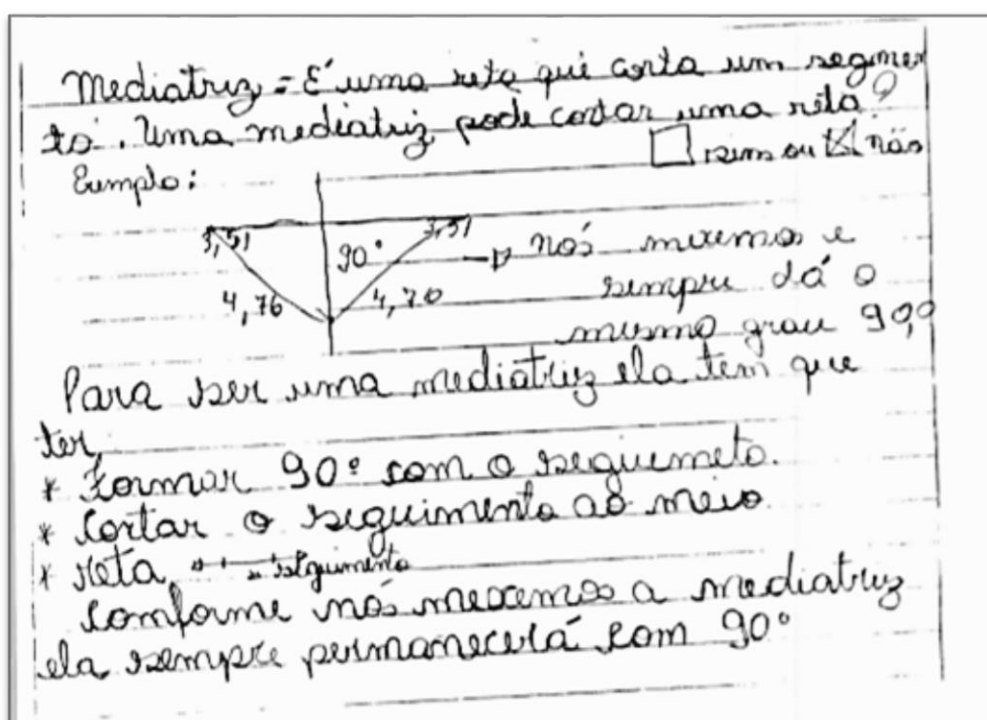 Mediatriz = É uma reta que corta um segmen
to. Uma mediatriz pode cortar uma reta?
sim ou não
Exemplo:
3,51
3,51
90°
nós mexemos e
4,76
4,70
sempre dá o
mesmo grau 90,0
Para ser uma mediatriz ela tem que
ter,
* Formar 90° com o seguimeto.
* Cortar o seguimento ao meio
* reta, " " " seguimento
Conforme nós mexemos a mediatriz
ela sempre permanecerá com 90°